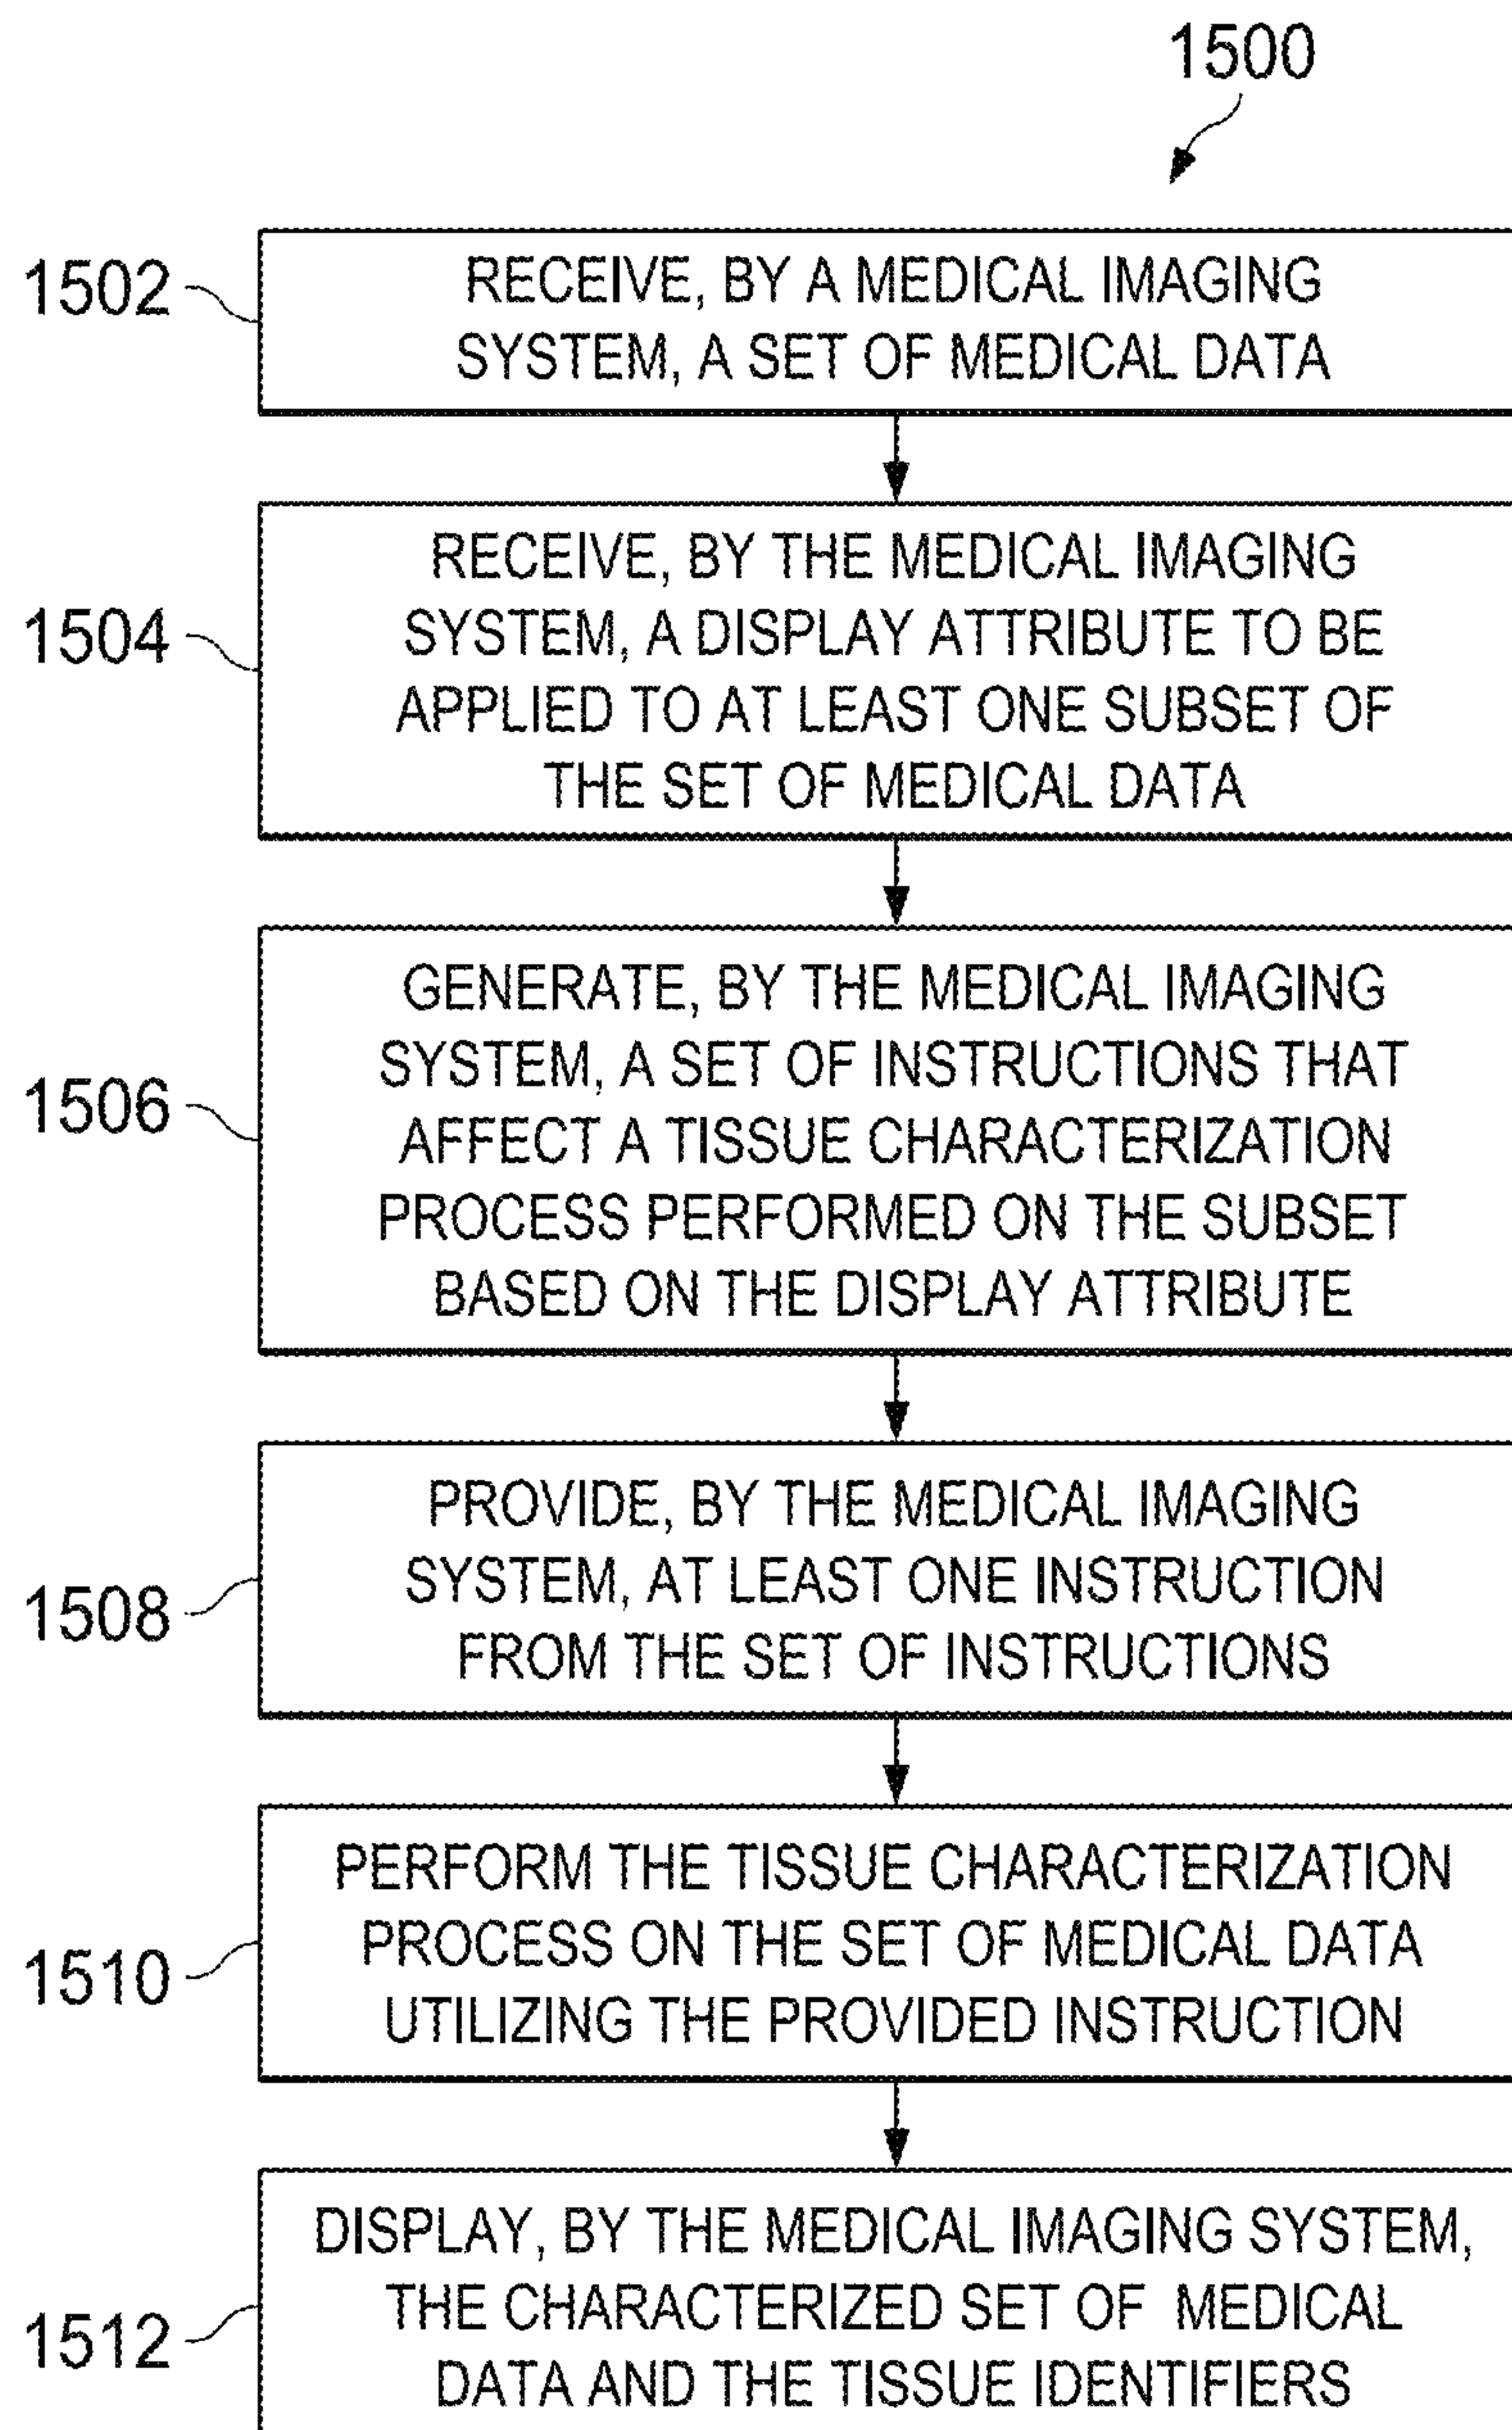 1500
1502
RECEIVE, BY A MEDICAL IMAGING
SYSTEM, A SET OF MEDICAL DATA
1504
RECEIVE, BY THE MEDICAL IMAGING
SYSTEM, A DISPLAY ATTRIBUTE TO BE
APPLIED TO AT LEAST ONE SUBSET OF
THE SET OF MEDICAL DATA
1506
GENERATE, BY THE MEDICAL IMAGING
SYSTEM, A SET OF INSTRUCTIONS THAT
AFFECT A TISSUE CHARACTERIZATION
PROCESS PERFORMED ON THE SUBSET
BASED ON THE DISPLAY ATTRIBUTE
1508
PROVIDE, BY THE MEDICAL IMAGING
SYSTEM, AT LEAST ONE INSTRUCTION
FROM THE SET OF INSTRUCTIONS
1510
PERFORM THE TISSUE CHARACTERIZATION
PROCESS ON THE SET OF MEDICAL DATA
UTILIZING THE PROVIDED INSTRUCTION
1512
DISPLAY, BY THE MEDICAL IMAGING SYSTEM,
THE CHARACTERIZED SET OF MEDICAL
DATA AND THE TISSUE IDENTIFIERS